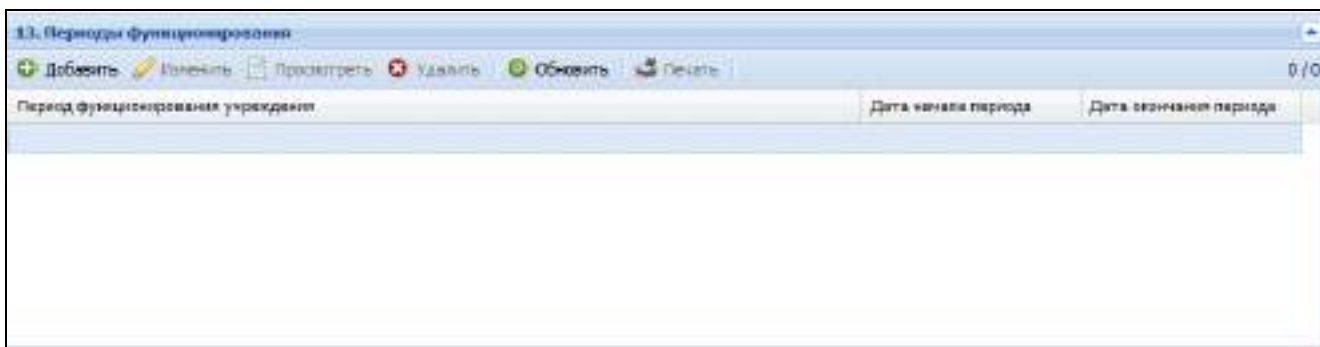 13. Периоды функционирования
Добавить Изменить Просмотреть Удалить Обновить Печать 0 / 0
Период функционирования учреждения Дата начала периода Дата окончания периода